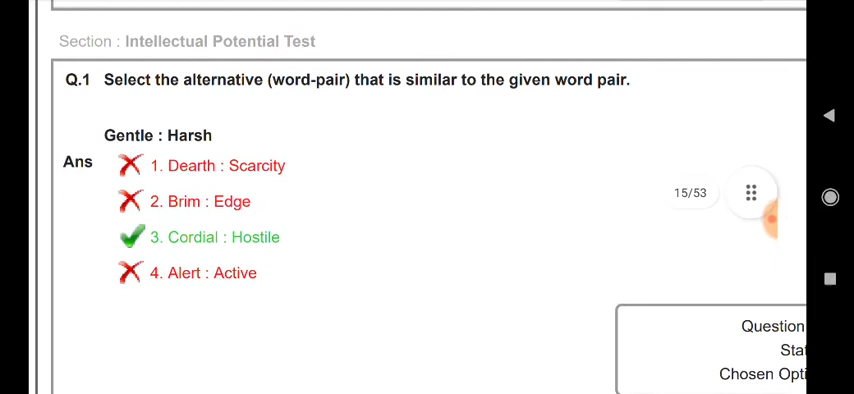 Section : Intellectual Potential Test
Q.1 Select the alternative (word-pair) that is similar to the given word pair.
Gentle : Harsh
Ans
1. Dearth : Scarcity
2. Brim : Edge
3. Cordial : Hostile
4. Alert : Active
15/53
Question
Chosen